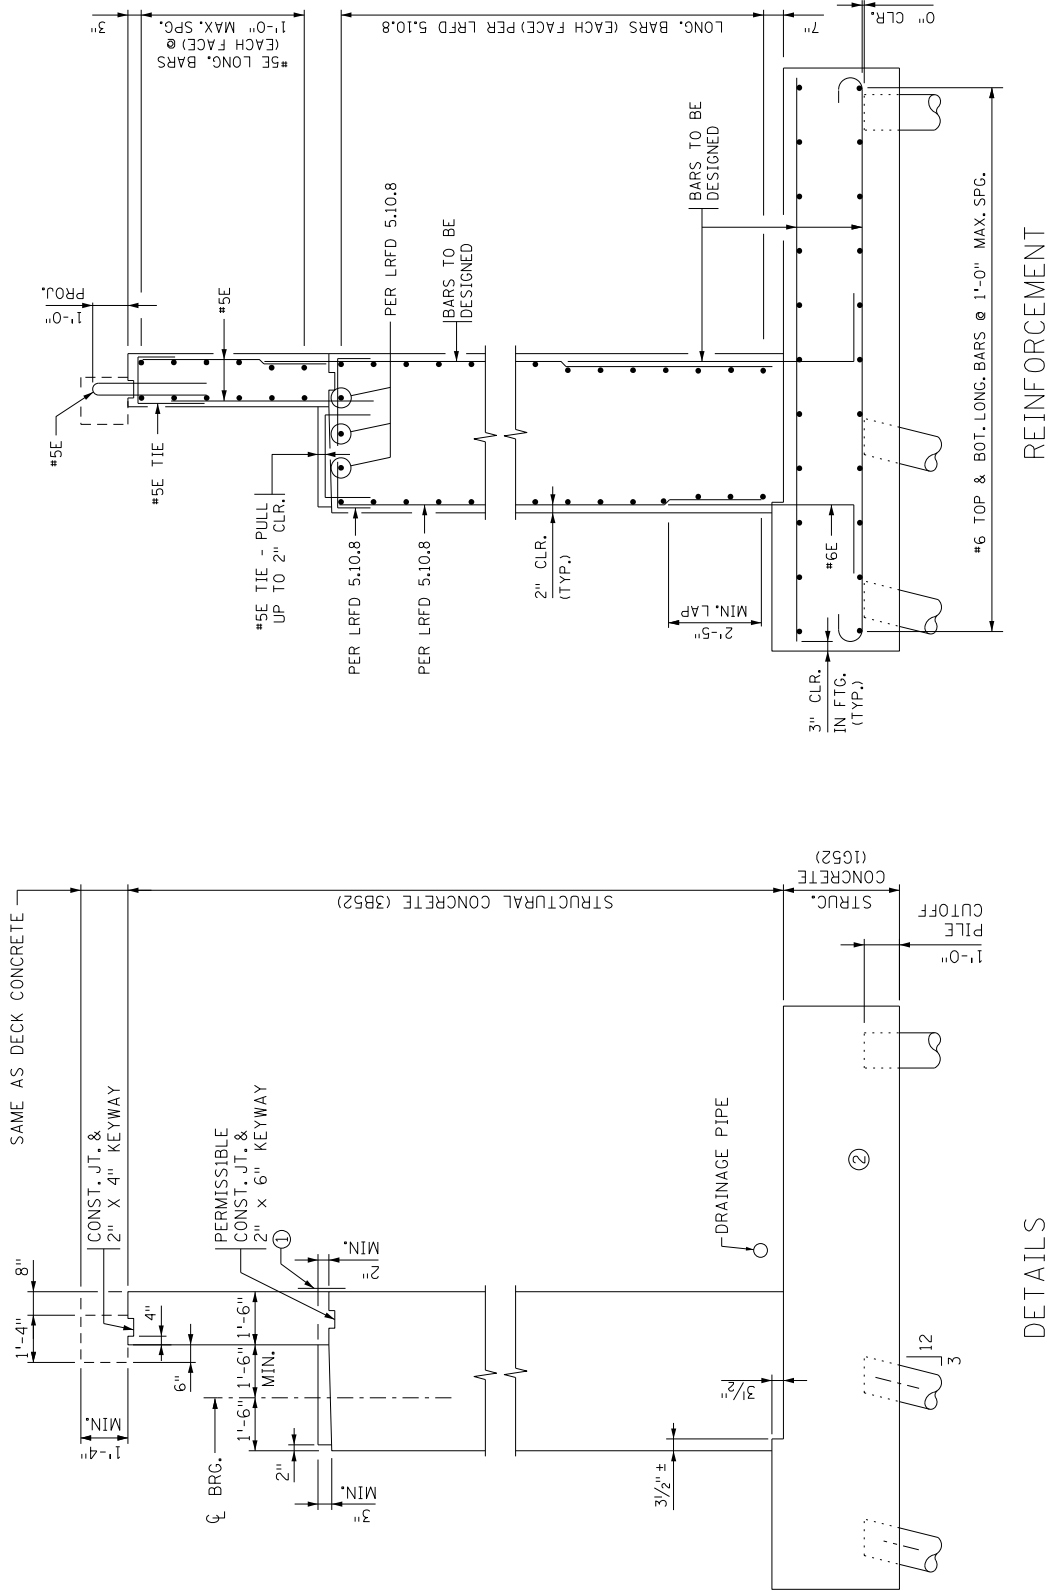 3"
#5E LONG. BARS
(EACH FACE) @
1'-0" MAX. SPG.
LONG. BARS (EACH FACE) PER LRFD 5.10.8
7"
0" CLR.
1'-0"
PROJ.
#5E
#5E
#5E TIE
#5E TIE - PULL
UP TO 2" CLR.
PER LRFD 5.10.8
BARS TO BE
DESIGNED
BARS TO BE
DESIGNED
PER LRFD 5.10.8
PER LRFD 5.10.8
2" CLR.
(TYP.)
2'-5"
MIN. LAP
#6E
3" CLR.
IN FTG.
(TYP.)
#6 TOP & BOT. LONG. BARS @ 1'-0" MAX. SPG.
REINFORCEMENT
SAME AS DECK CONCRETE
STRUCTURAL CONCRETE (3B52)
STRUC.
CONCRETE
(1G52)
1'-0"
PILE
CUTOFF
CONST. JT. &
2" X 4" KEYWAY
PERMISSIBLE
CONST. JT. &
2" x 6" KEYWAY
1
8"
1'-4"
4"
6"
1'-4"
MIN.
2"
MIN.
1'-6"
1'-6"
MIN.
1'-6"
2"
3"
MIN.
℄ BRG.
DRAINAGE PIPE
2
3½"
3½" ±
12
3
DETAILS